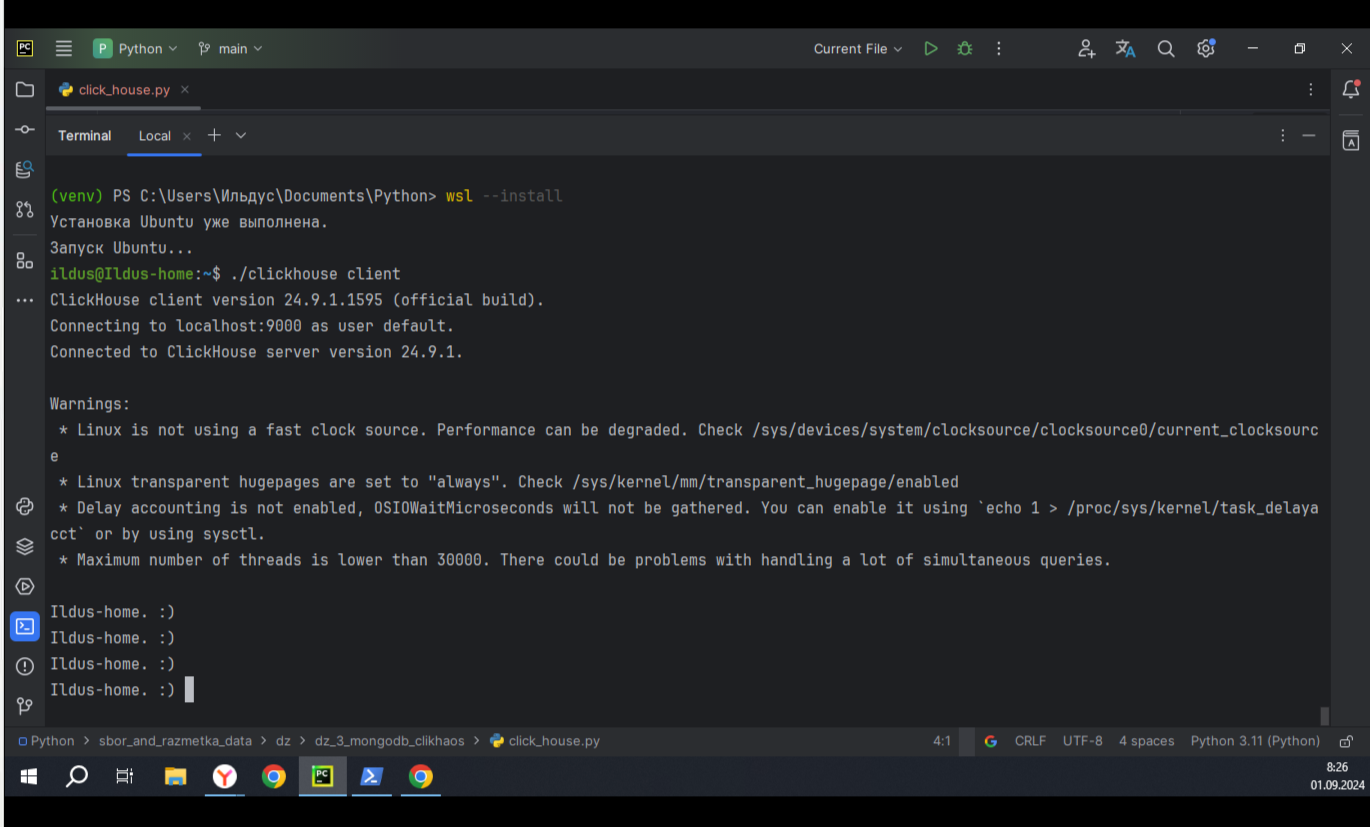 PC P Python main Current File
click_house.py
Terminal Local
(venv) PS C:\Users\Ильдус\Documents\Python> wsl --install
Установка Ubuntu уже выполнена.
Запуск Ubuntu...
ildus@Ildus-home:~$ ./clickhouse client
ClickHouse client version 24.9.1.1595 (official build).
Connecting to localhost:9000 as user default.
Connected to ClickHouse server version 24.9.1.
Warnings:
* Linux is not using a fast clock source. Performance can be degraded. Check /sys/devices/system/clocksource/clocksource0/current_clocksourc
e
* Linux transparent hugepages are set to "always". Check /sys/kernel/mm/transparent_hugepage/enabled
* Delay accounting is not enabled, OSIOWaitMicroseconds will not be gathered. You can enable it using `echo 1 > /proc/sys/kernel/task_delaya
cct` or by using sysctl.
* Maximum number of threads is lower than 30000. There could be problems with handling a lot of simultaneous queries.
Ildus-home. :)
Ildus-home. :)
Ildus-home. :)
Ildus-home. :)
Python > sbor_and_razmetka_data > dz > dz_3_mongodb_clikhaos > click_house.py 4:1 G CRLF UTF-8 4 spaces Python 3.11 (Python)
PC
8:26
01.09.2024